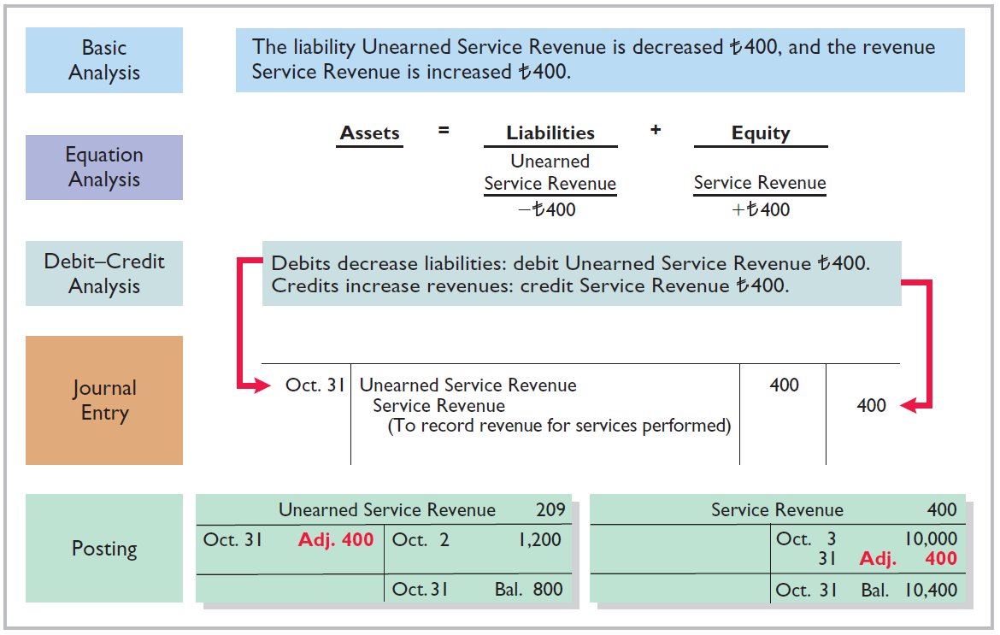 Basic
Analysis
The liability Unearned Service Revenue is decreased ₺400, and the revenue
Service Revenue is increased ₺400.
Equation
Analysis
Assets = Liabilities + Equity
Unearned
Service Revenue Service Revenue
−₺400 +₺400
Debit–Credit
Analysis
Debits decrease liabilities: debit Unearned Service Revenue ₺400.
Credits increase revenues: credit Service Revenue ₺400.
Journal
Entry
Oct. 31 Unearned Service Revenue 400
Service Revenue 400
(To record revenue for services performed)
Posting
Unearned Service Revenue 209
Oct. 31 Adj. 400 Oct. 2 1,200
Oct. 31 Bal. 800
Service Revenue 400
Oct. 3 10,000
31 Adj. 400
Oct. 31 Bal. 10,400